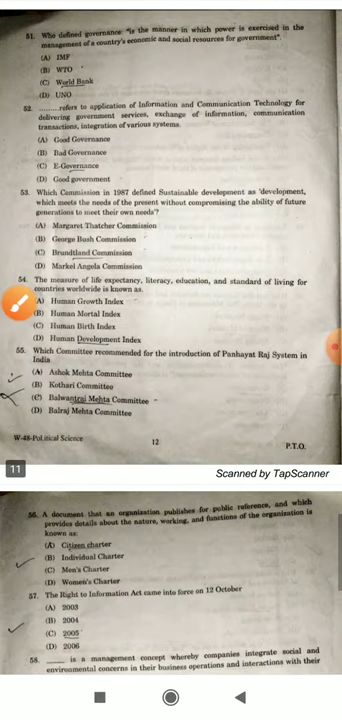 51. Who defined governance: "is the manner in which power is exercised in the
management of a country's economic and social resources for government".
(A) IMF
(B) WTO
(C) World Bank
(D) UNO
52. .........refers to application of Information and Communication Technology for
delivering government services, exchange of information, communication
transactions, integration of various systems.
(A) Good Governance
(B) Bad Governance
(C) E-Governance
(D) Good government
53. Which Commission in 1987 defined Sustainable development as 'development,
which meets the needs of the present without compromising the ability of future
generations to meet their own needs'?
(A) Margaret Thatcher Commission
(B) George Bush Commission
(C) Brundtland Commission
(D) Markel Angela Commission
54. The measure of life expectancy, literacy, education, and standard of living for
countries worldwide is known as.
(A) Human Growth Index
(B) Human Mortal Index
(C) Human Birth Index
(D) Human Development Index
55. Which Committee recommended for the introduction of Panhayat Raj System in
India
(A) Ashok Mehta Committee
(B) Kothari Committee
(C) Balwantrai Mehta Committee
(D) Balraj Mehta Committee
W-48-Political Science
12
P.T.O.
11
Scanned by TapScanner
56. A document that an organization publishes for public reference, and which
provides details about the nature, working, and functions of the organization is
known as:
(A) Citizen charter
(B) Individual Charter
(C) Men's Charter
(D) Women's Charter
57. The Right to Information Act came into force on 12 October
(A) 2003
(B) 2004
(C) 2005
(D) 2006
58. ____ is a management concept whereby companies integrate social and
environmental concerns in their business operations and interactions with their